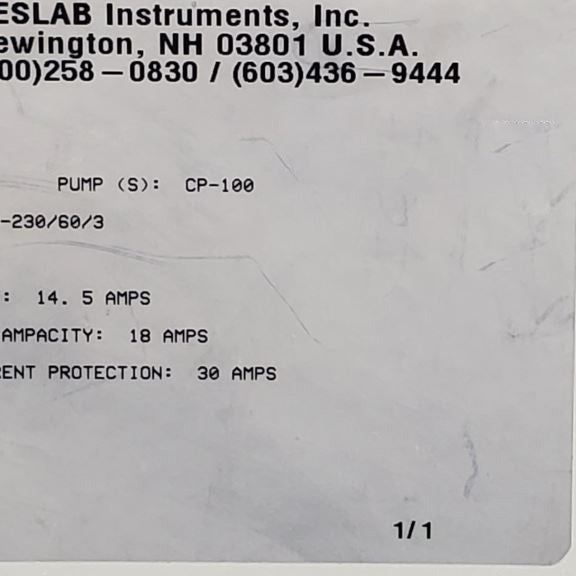 ESLAB Instruments, Inc.
ewington, NH 03801 U.S.A.
00)258–0830 / (603)436–9444
PUMP (S): CP-100
-230/60/3
: 14. 5 AMPS
AMPACITY: 18 AMPS
ENT PROTECTION: 30 AMPS
1/1